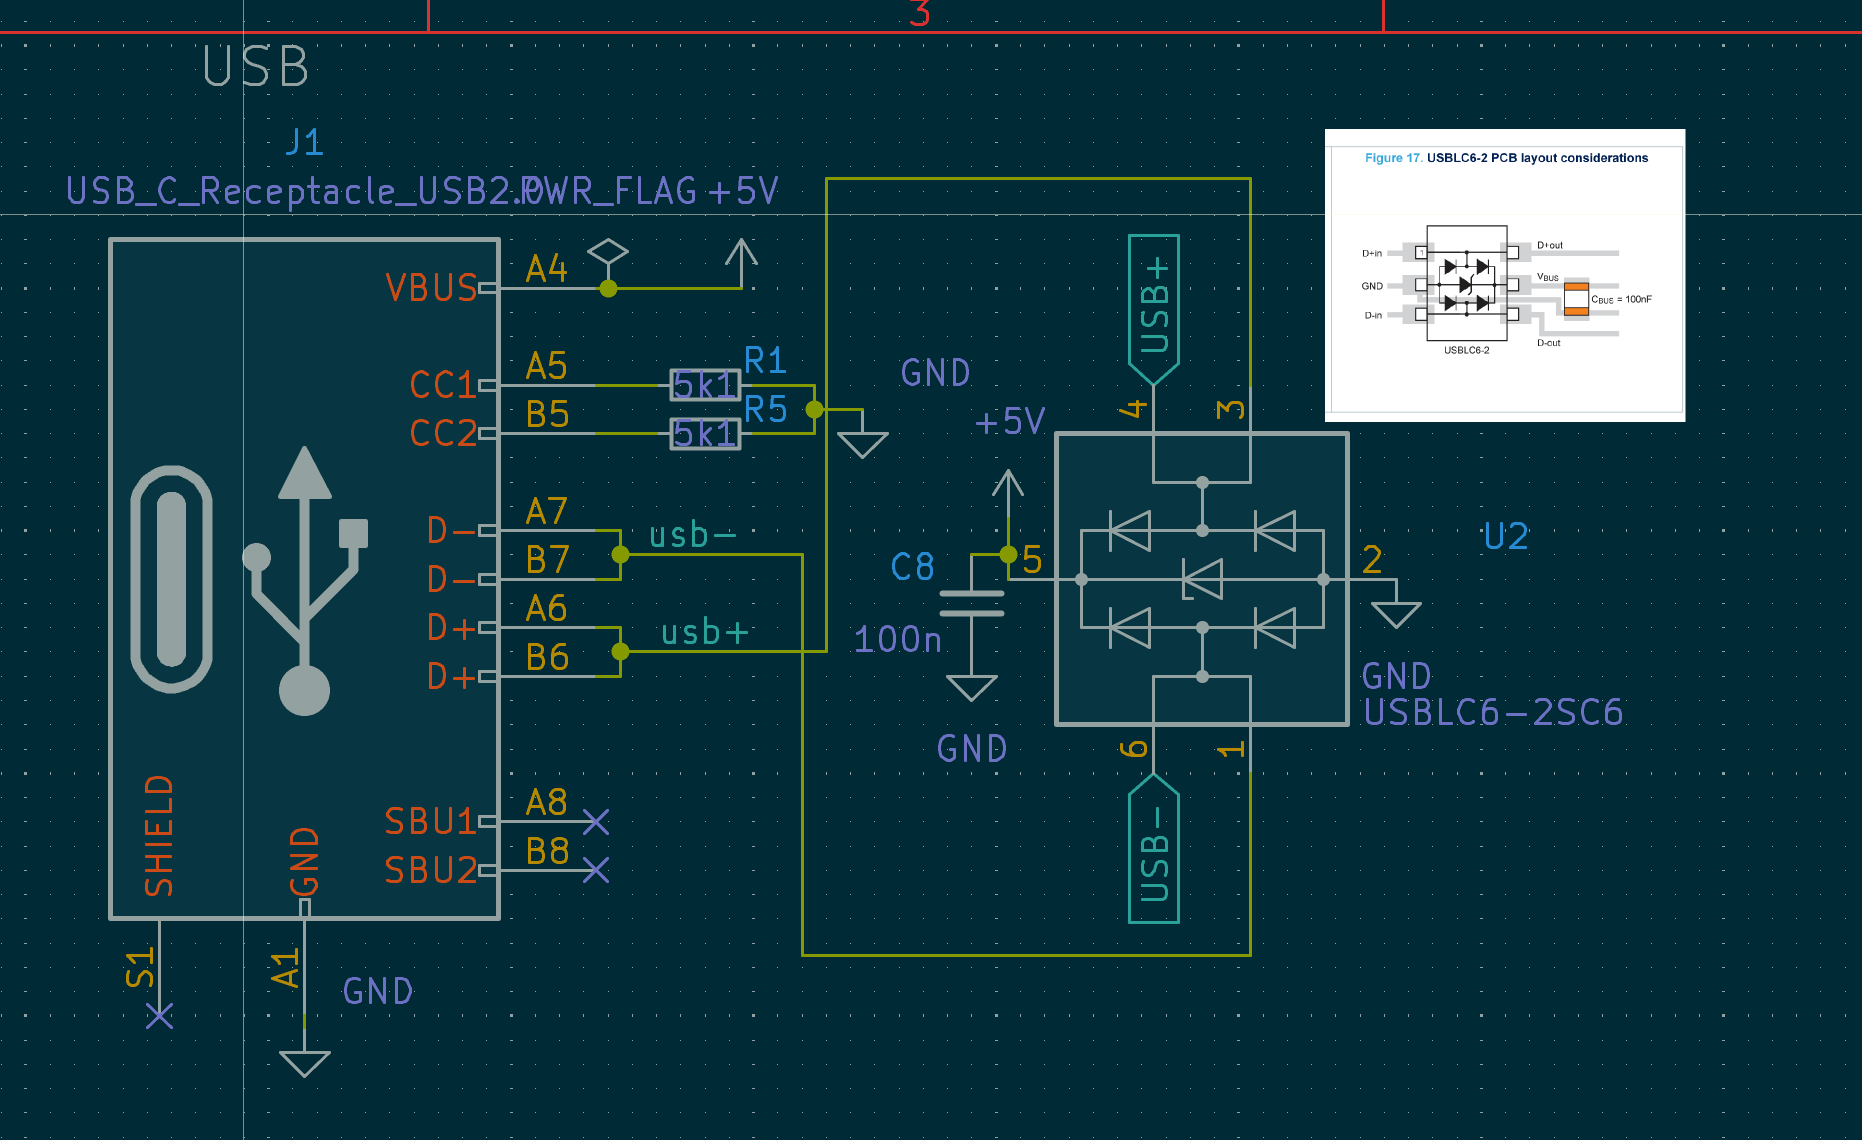 3
USB
J1
USB_C_Receptacle_USB2.0
PWR_FLAG
+5V
VBUS
A4
CC1
A5
5k1
R1
CC2
B5
5k1
R5
GND
D-
A7
D-
B7
usb-
D+
A6
D+
B6
usb+
SBU1
A8
SBU2
B8
SHIELD
GND
S1
A1
GND
+5V
C8
100n
GND
USB+
4
3
5
2
U2
GND
USBLC6-2SC6
6
1
USB-
Figure 17. USBLC6-2 PCB layout considerations
D+in
1
D+out
GND
VBUS
CBUS = 100nF
D-in
D-out
USBLC6-2